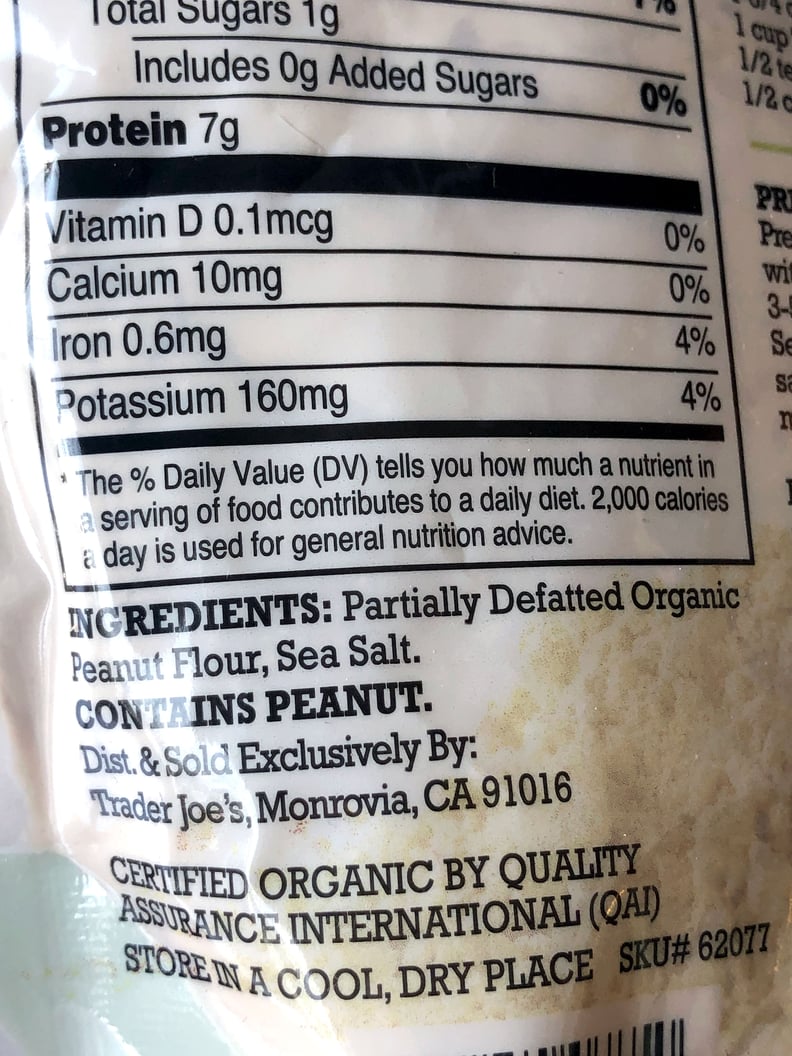 Total Sugars 1g
Includes 0g Added Sugars 0%
Protein 7g
Vitamin D 0.1mcg 0%
Calcium 10mg 0%
Iron 0.6mg 4%
Potassium 160mg 4%
* The % Daily Value (DV) tells you how much a nutrient in
a serving of food contributes to a daily diet. 2,000 calories
a day is used for general nutrition advice.
INGREDIENTS: Partially Defatted Organic
Peanut Flour, Sea Salt.
CONTAINS PEANUT.
Dist. & Sold Exclusively By:
Trader Joe's, Monrovia, CA 91016
CERTIFIED ORGANIC BY QUALITY
ASSURANCE INTERNATIONAL (QAI)
STORE IN A COOL, DRY PLACE SKU# 62077
1 cup
1/2
1/2